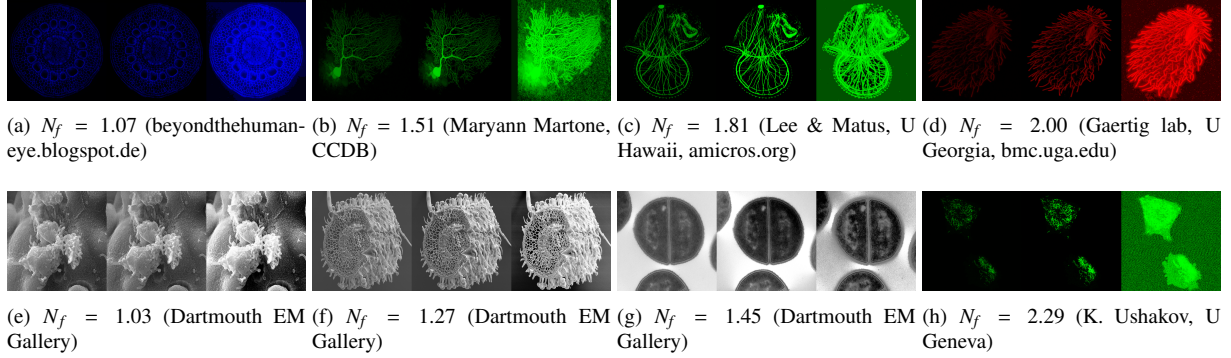 (a) N_f = 1.07 (beyondthehuman-
eye.blogspot.de)
(b) N_f = 1.51 (Maryann Martone,
CCDB)
(c) N_f = 1.81 (Lee & Matus, U
Hawaii, amicros.org)
(d) N_f = 2.00 (Gaertig lab, U
Georgia, bmc.uga.edu)
(e) N_f = 1.03 (Dartmouth EM
Gallery)
(f) N_f = 1.27 (Dartmouth EM
Gallery)
(g) N_f = 1.45 (Dartmouth EM
Gallery)
(h) N_f = 2.29 (K. Ushakov, U
Geneva)